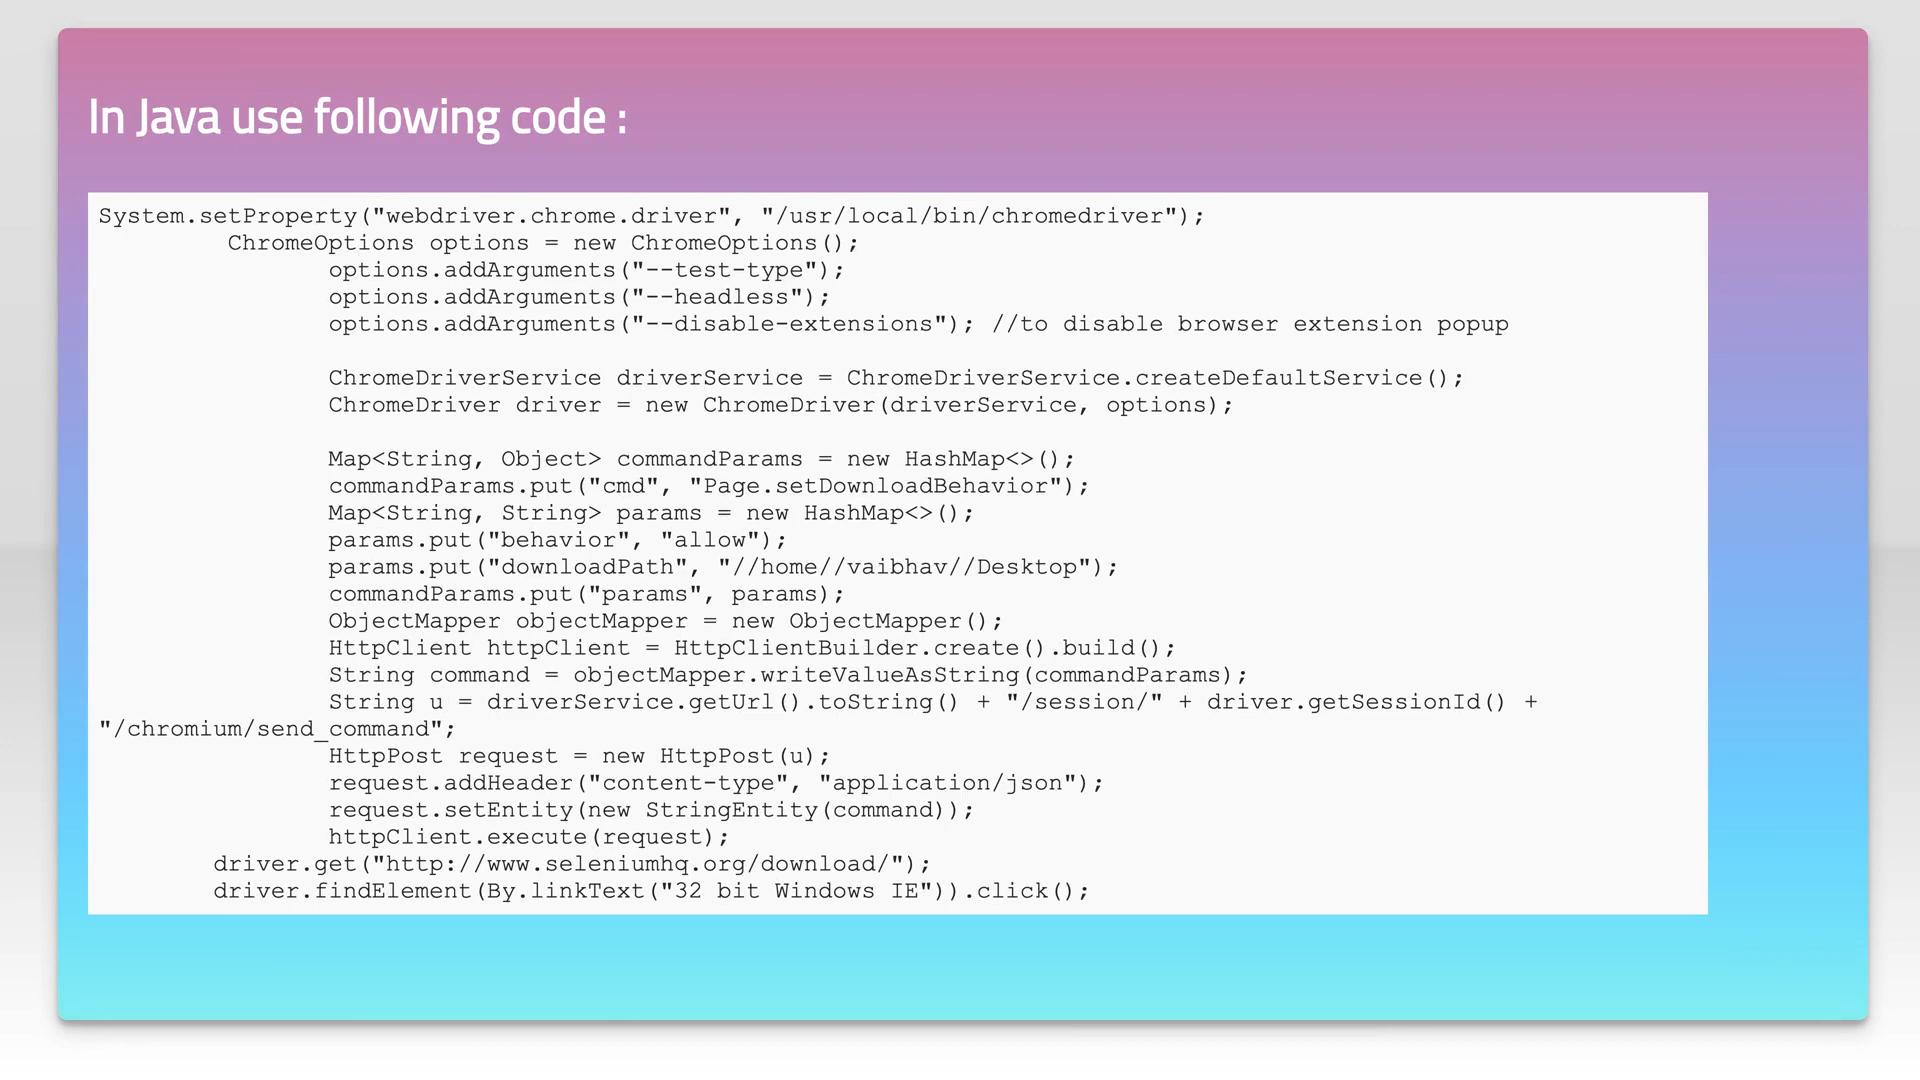 In Java use following code :
System.setProperty("webdriver.chrome.driver", "/usr/local/bin/chromedriver");
ChromeOptions options = new ChromeOptions();
options.addArguments("--test-type");
options.addArguments("--headless");
options.addArguments("--disable-extensions"); //to disable browser extension popup
ChromeDriverService driverService = ChromeDriverService.createDefaultService();
ChromeDriver driver = new ChromeDriver(driverService, options);
Map<String, Object> commandParams = new HashMap<>();
commandParams.put("cmd", "Page.setDownloadBehavior");
Map<String, String> params = new HashMap<>();
params.put("behavior", "allow");
params.put("downloadPath", "//home//vaibhav//Desktop");
commandParams.put("params", params);
ObjectMapper objectMapper = new ObjectMapper();
HttpClient httpClient = HttpClientBuilder.create().build();
String command = objectMapper.writeValueAsString(commandParams);
String u = driverService.getUrl().toString() + "/session/" + driver.getSessionId() +
"/chromium/send_command";
HttpPost request = new HttpPost(u);
request.addHeader("content-type", "application/json");
request.setEntity(new StringEntity(command));
httpClient.execute(request);
driver.get("http://www.seleniumhq.org/download/");
driver.findElement(By.linkText("32 bit Windows IE")).click();